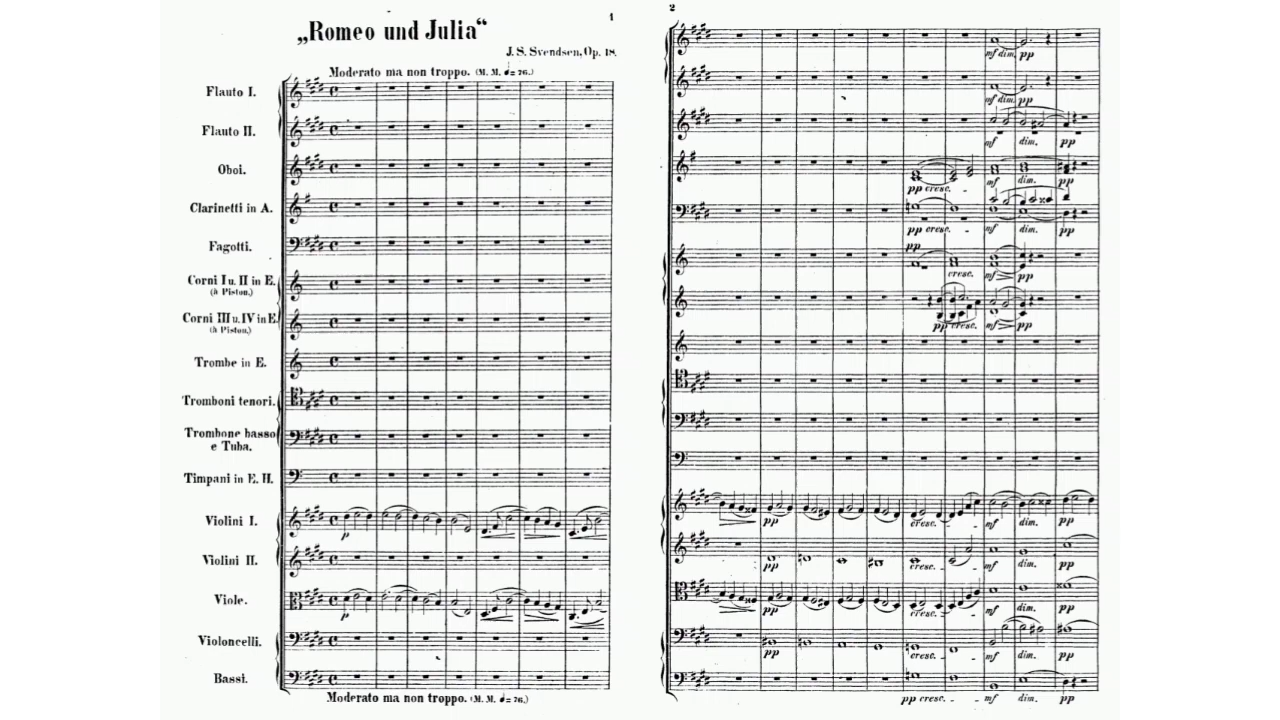 1
„Romeo und Julia“
J. S. Svendsen, Op. 18.
Moderato ma non troppo. (M. M. = 76.)
Flauto I.
Flauto II.
Oboi.
Clarinetti in A.
Fagotti.
Corni I u. II in E.
(à Piston.)
Corni III u. IV in E.
(à Piston.)
Trombe in E.
Tromboni tenori.
Trombone basso
e Tuba.
Timpani in E. H.
Violini I.
p
Violini II.
Viole.
p
Violoncelli.
Bassi.
Moderato ma non troppo. (M. M. = 76.)
2
mf dim. pp
mf dim. pp
mf dim. pp
pp cresc. - mf dim. pp
pp cresc. - mf dim. pp
pp
cresc. mf pp
pp cresc. mf pp
pp cresc. - mf dim. pp
pp cresc. - mf dim. pp
pp cresc. - mf dim. pp
pp cresc. - mf dim. pp
pp cresc. - - mf dim. pp